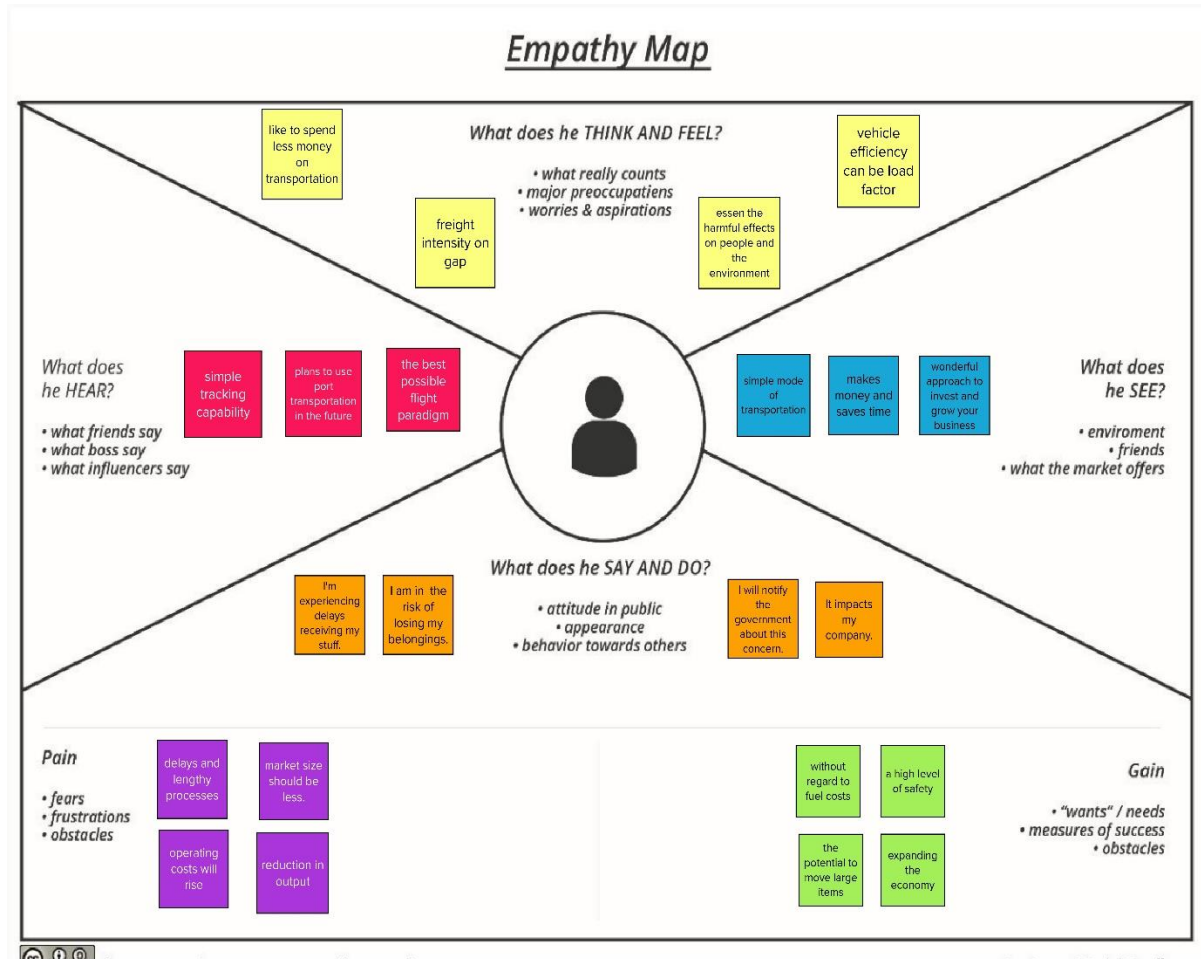 Empathy Map
What does he THINK AND FEEL?
• what really counts
• major preoccupatiens
• worries & aspirations
like to spend
less money
on
transportation
freight
intensity on
gap
essen the
harmful effects
on people and
the
environment
vehicle
efficiency
can be load
factor
What does
he HEAR?
• what friends say
• what boss say
• what influencers say
simple
tracking
capability
plans to use
port
transportation
in the future
the best
possible
flight
paradigm
simple mode
of
transportation
makes
money and
saves time
wonderful
approach to
invest and
grow your
business
What does
he SEE?
• enviroment
• friends
• what the market offers
What does he SAY AND DO?
• attitude in public
• appearance
• behavior towards others
I'm
experiencing
delays
receiving my
stuff.
I am in the
risk of
losing my
belongings.
I will notify
the
government
about this
concern.
It impacts
my
company.
Pain
• fears
• frustrations
• obstacles
delays and
lengthy
processes
market size
should be
less.
operating
costs will
rise
reduction in
output
without
regard to
fuel costs
a high level
of safety
the
potential to
move large
items
expanding
the
economy
Gain
• "wants" / needs
• measures of success
• obstacles
cc